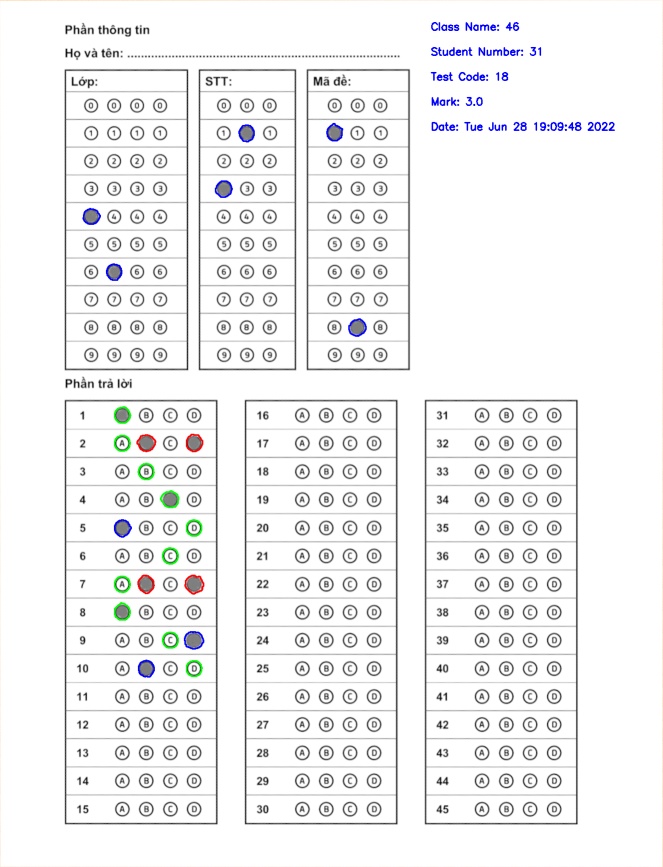 Phần thông tin
Họ và tên: ...............................................................................
Class Name: 46
Student Number: 31
Test Code: 18
Mark: 3.0
Date: Tue Jun 28 19:09:48 2022
Lớp: STT: Mã đề:
0 0 0 0 0 0 0 0 0 0
1 1 1 1 1 1 1 1
2 2 2 2 2 2 2 2 2 2
3 3 3 3 3 3 3 3 3
4 4 4 4 4 4 4 4 4
5 5 5 5 5 5 5 5 5 5
6 6 6 6 6 6 6 6 6
7 7 7 7 7 7 7 7 7 7
8 8 8 8 8 8 8 8 8
9 9 9 9 9 9 9 9 9 9
Phần trả lời
1 B C D 16 A B C D 31 A B C D
2 A C 17 A B C D 32 A B C D
3 A B C D 18 A B C D 33 A B C D
4 A B D 19 A B C D 34 A B C D
5 B C D 20 A B C D 35 A B C D
6 A B C D 21 A B C D 36 A B C D
7 A C 22 A B C D 37 A B C D
8 B C D 23 A B C D 38 A B C D
9 A B C 24 A B C D 39 A B C D
10 A C D 25 A B C D 40 A B C D
11 A B C D 26 A B C D 41 A B C D
12 A B C D 27 A B C D 42 A B C D
13 A B C D 28 A B C D 43 A B C D
14 A B C D 29 A B C D 44 A B C D
15 A B C D 30 A B C D 45 A B C D